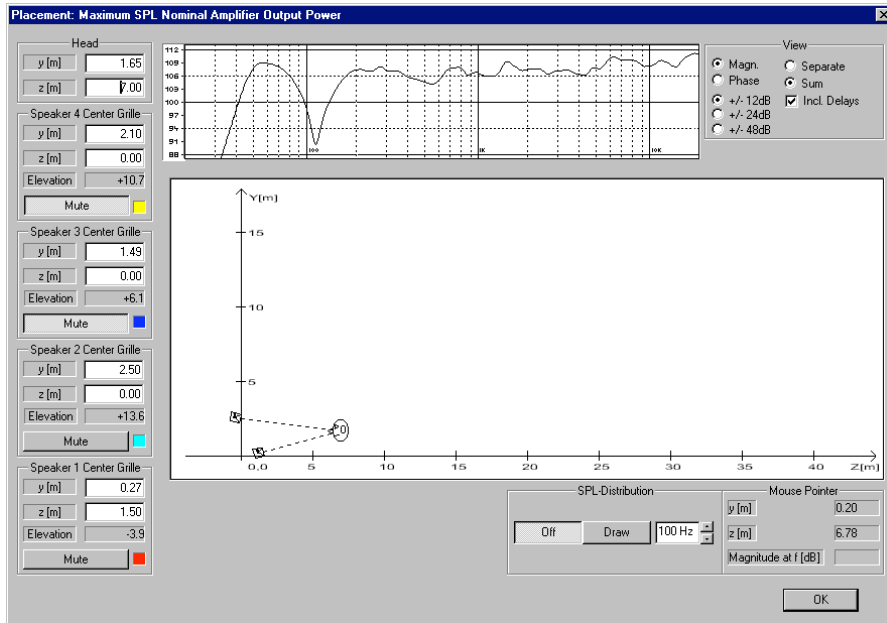 Placement: Maximum SPL Nominal Amplifier Output Power
Head
y [m] 1.65
z [m] 7.00
Speaker 4 Center Grille
y [m] 2.10
z [m] 0.00
Elevation +10.7
Mute
Speaker 3 Center Grille
y [m] 1.49
z [m] 0.00
Elevation +6.1
Mute
Speaker 2 Center Grille
y [m] 2.50
z [m] 0.00
Elevation +13.6
Mute
Speaker 1 Center Grille
y [m] 0.27
z [m] 1.50
Elevation -3.9
Mute
112
109
106
103
100
97
94
91
88
100
1K
10K
View
Magn. Separate
Phase Sum
+/- 12dB Incl. Delays
+/- 24dB
+/- 48dB
Y[m]
15
10
5
0.0 5 10 15 20 25 30 35 40 Z[m]
SPL-Distribution
Off Draw 100 Hz
Mouse Pointer
y [m] 0.20
z [m] 6.78
Magnitude at f [dB]
OK